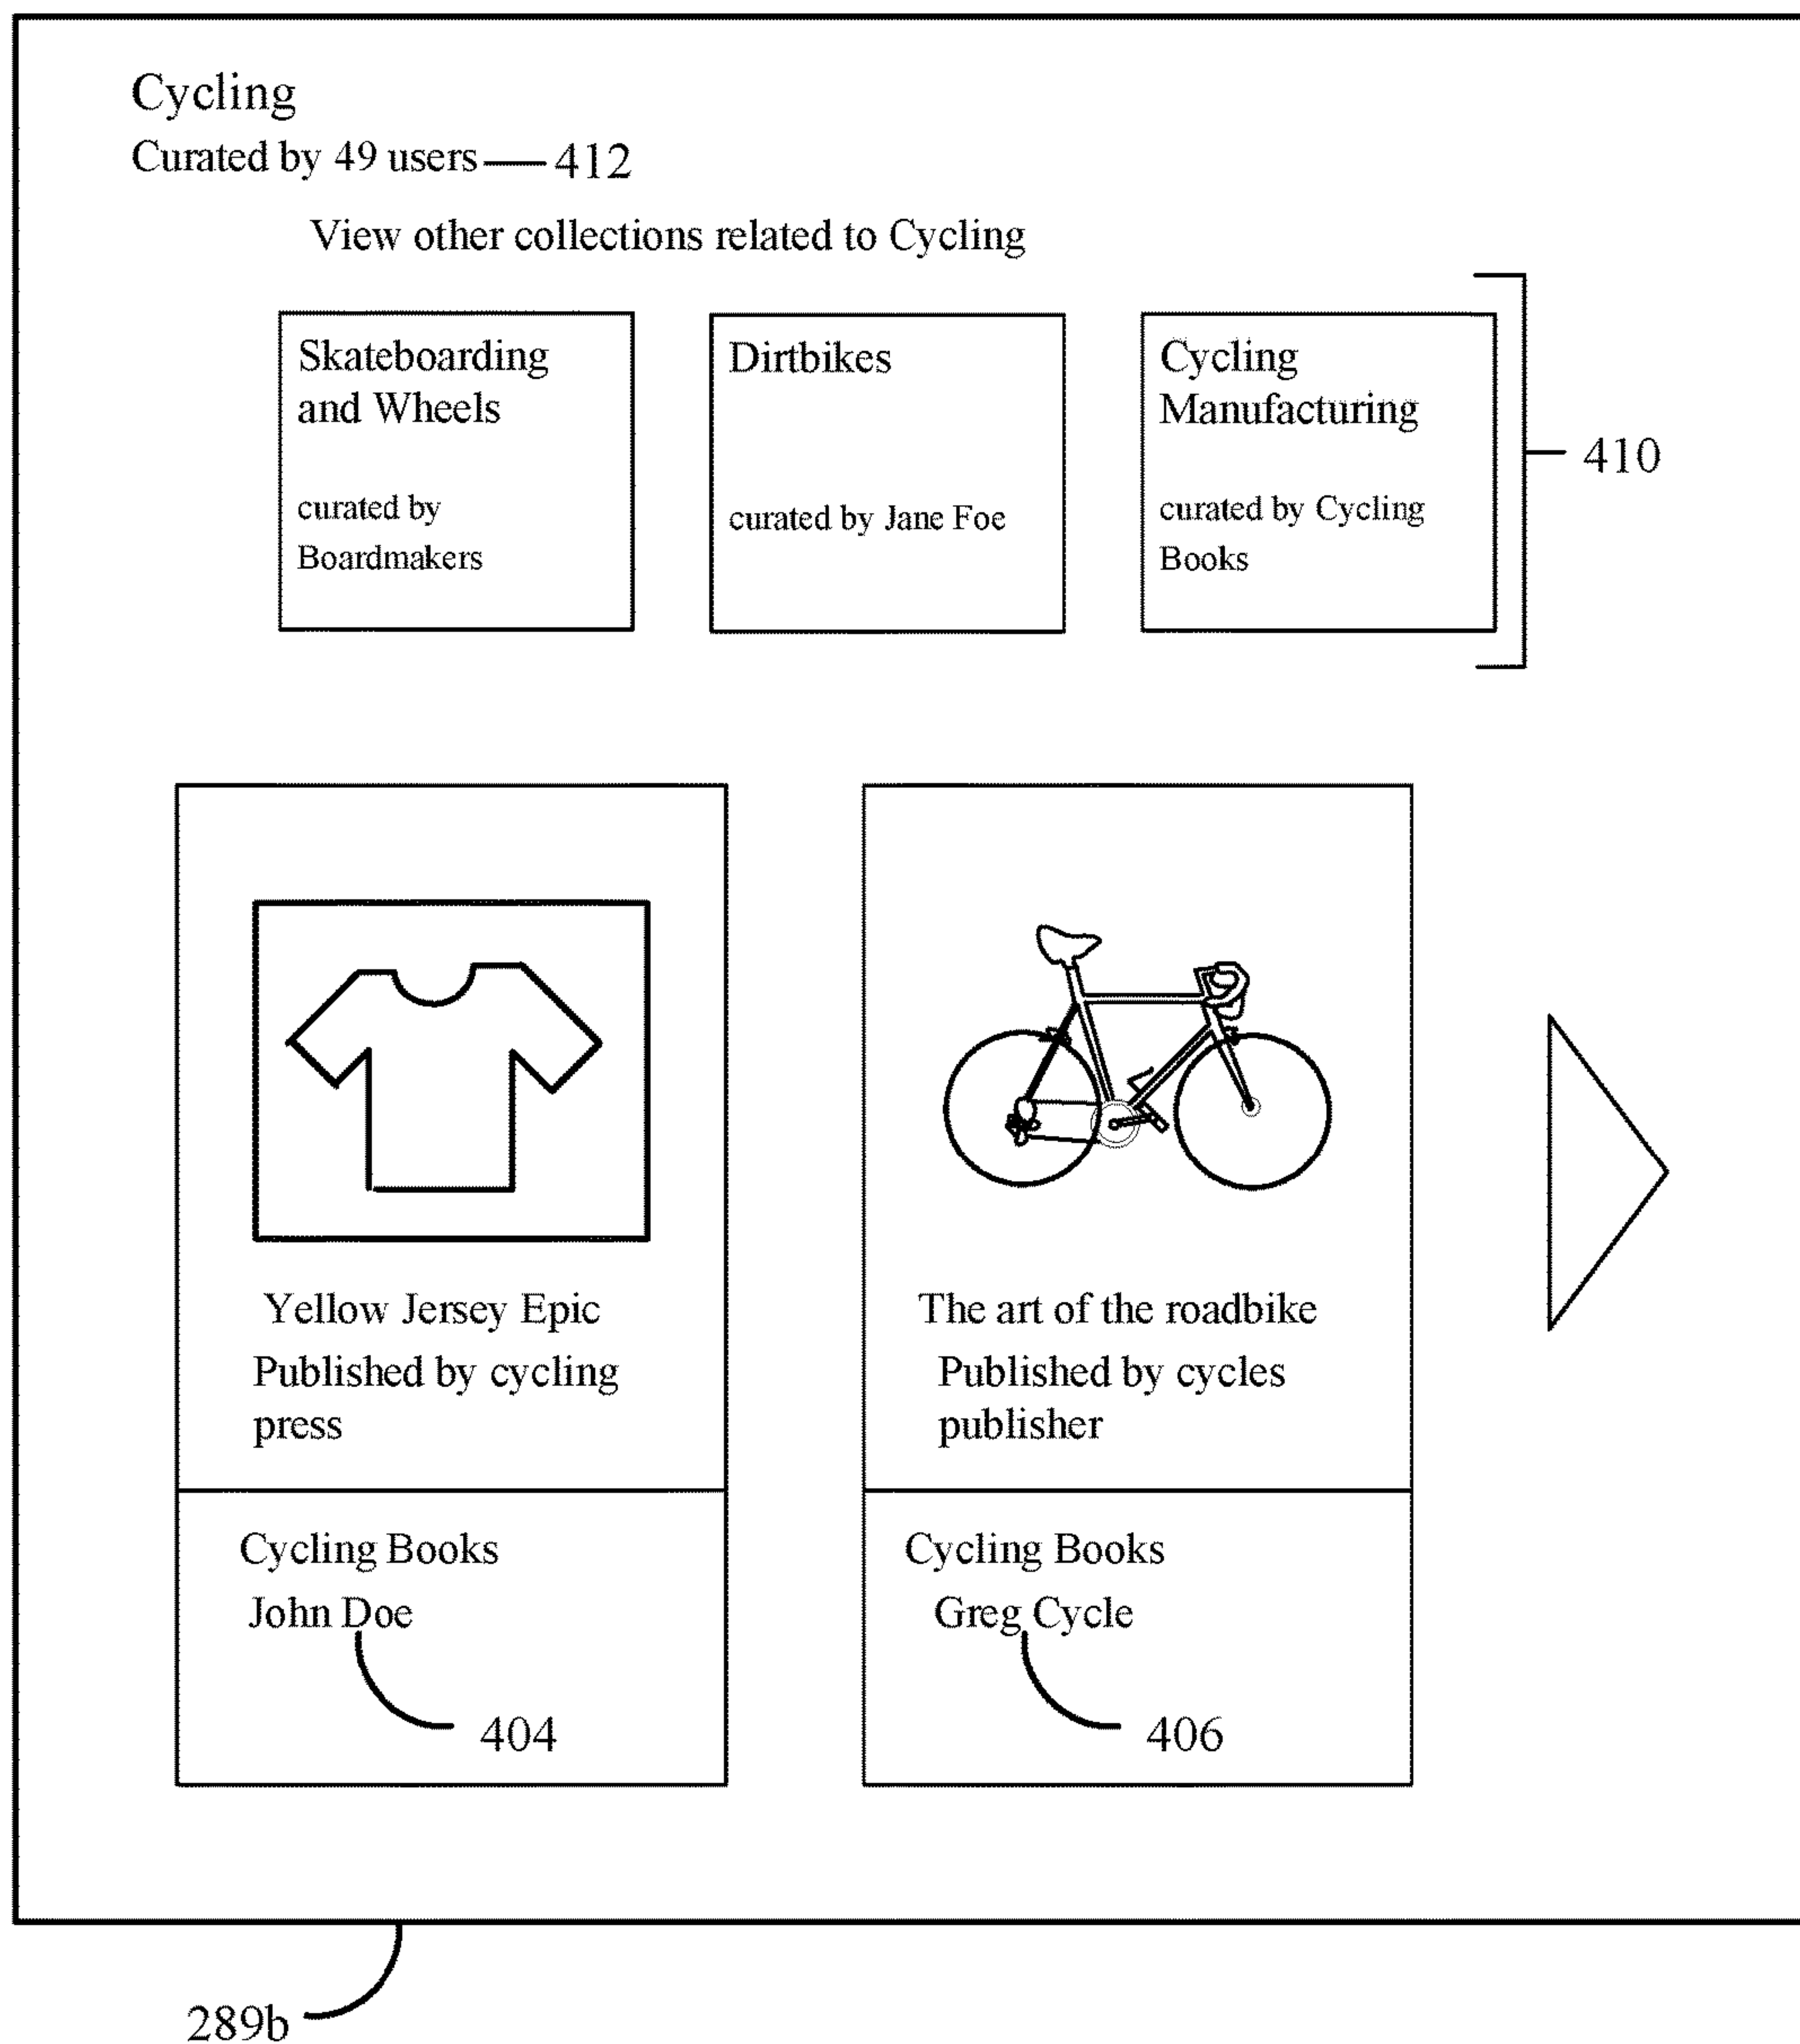 Cycling
Curated by 49 users 412
View other collections related to Cycling
Skateboarding
and Wheels
curated by
Boardmakers
Dirtbikes
curated by Jane Foe
Cycling
Manufacturing
curated by Cycling
Books
410
Yellow Jersey Epic
Published by cycling
press
Cycling Books
John Doe
404
The art of the roadbike
Published by cycles
publisher
Cycling Books
Greg Cycle
406
289b